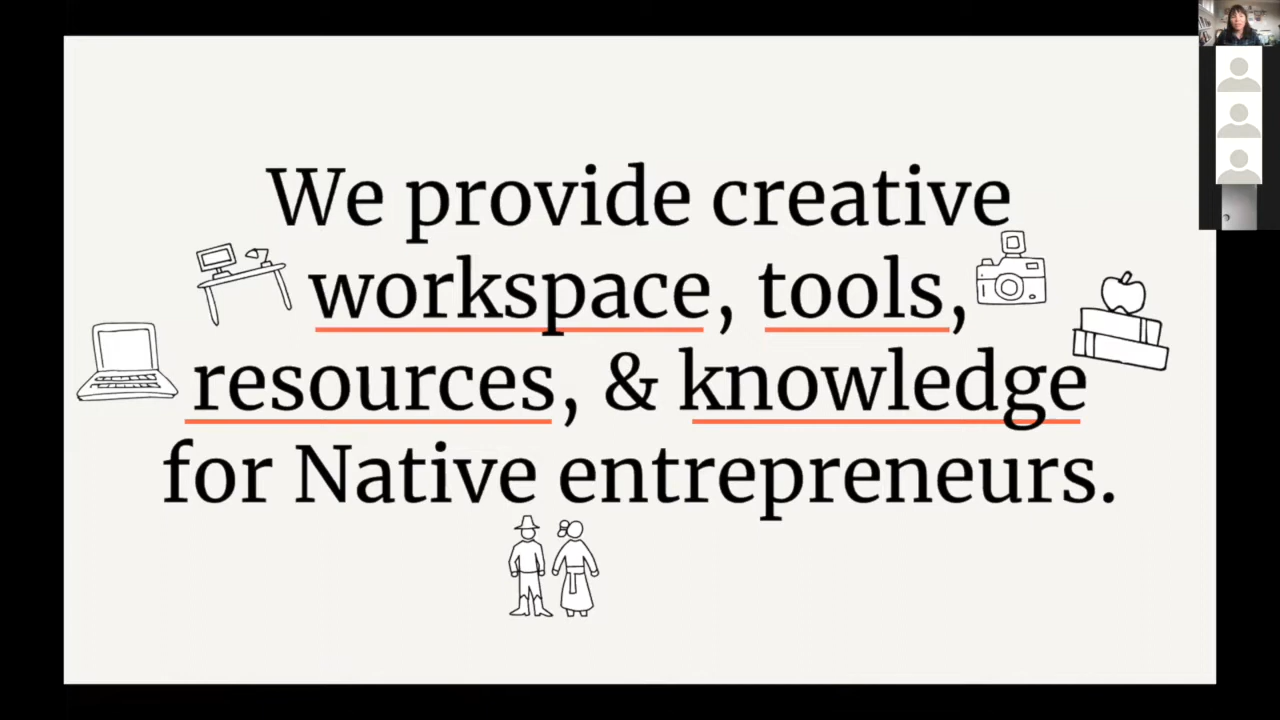 We provide creative
workspace, tools,
resources, & knowledge
for Native entrepreneurs.